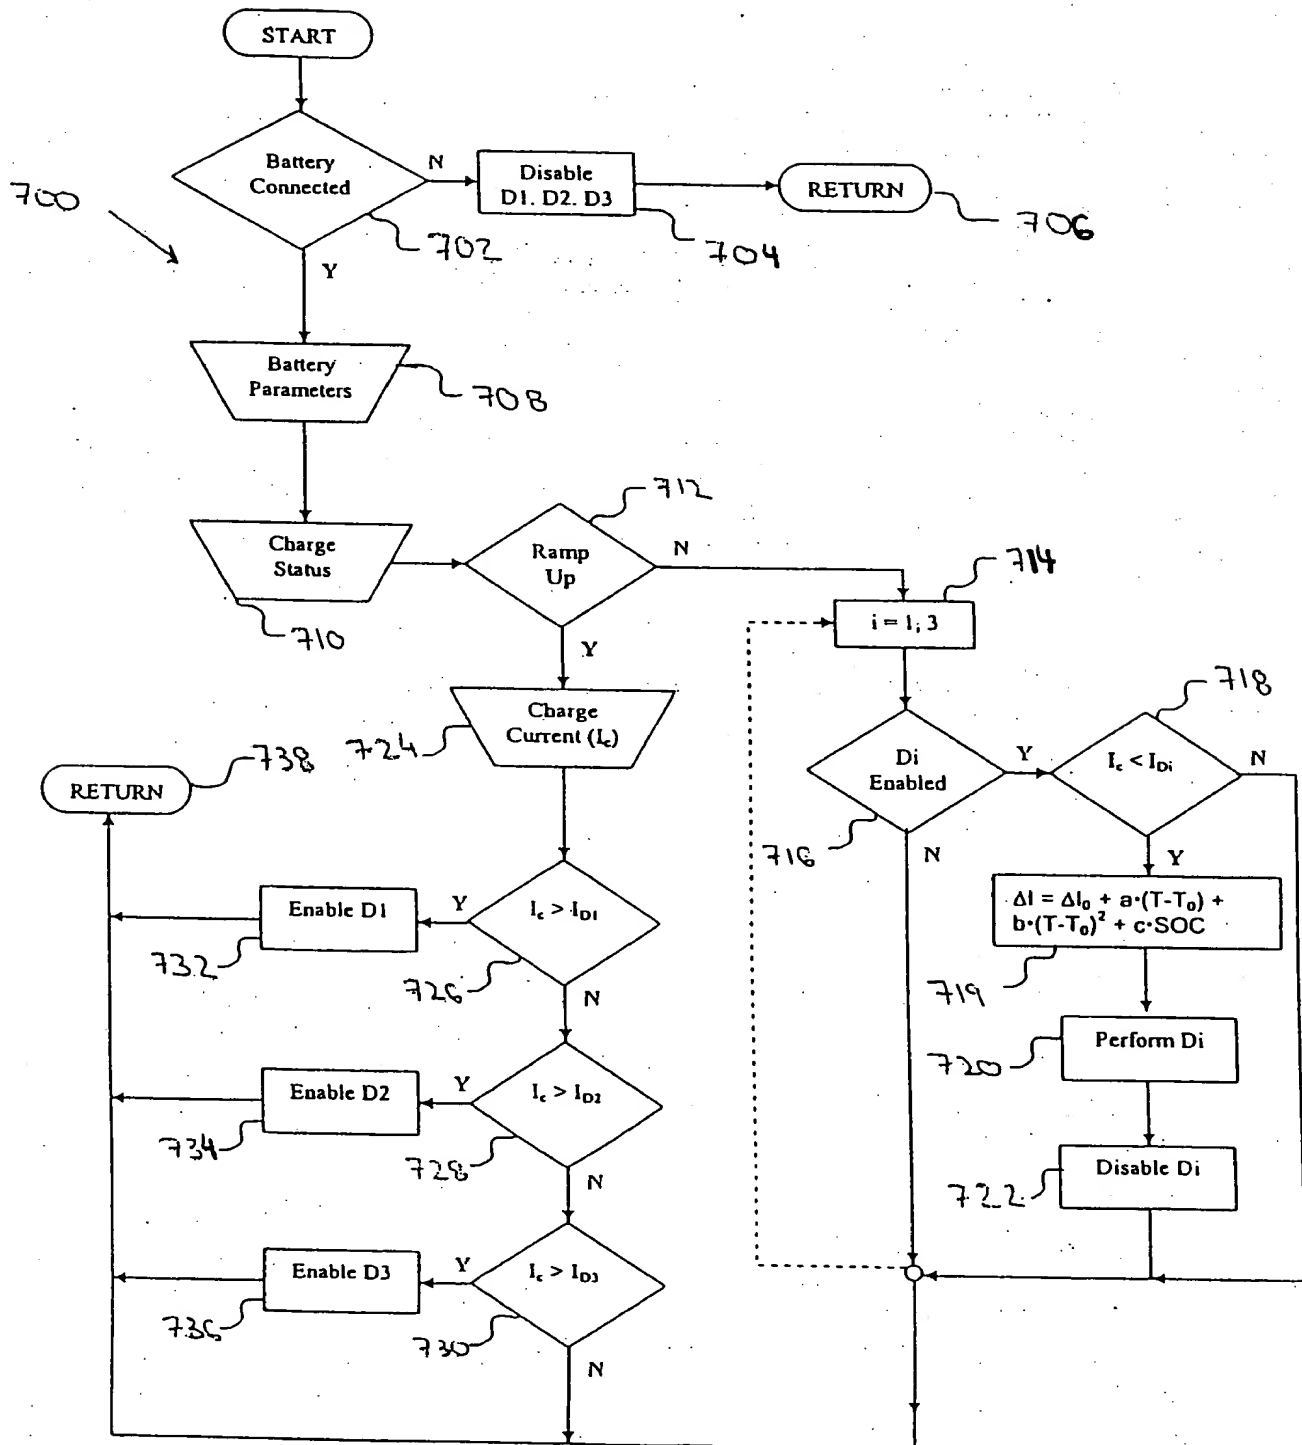 START
Battery
Connected
N
Disable
D1. D2. D3
RETURN
700
702
704
706
Y
Battery
Parameters
708
712
Charge
Status
Ramp
Up
N
714
710
i = 1; 3
Y
718
Charge
Current (Ic)
724
738
RETURN
Di
Enabled
Y
Ic < IDi
N
716
N
Y
Enable D1
Y
Ic > ID1
ΔI = ΔI0 + a·(T-T0) +
b·(T-T0)² + c·SOC
732
726
N
719
Perform Di
720
Enable D2
Y
Ic > ID2
734
728
Disable Di
722
N
Enable D3
Y
Ic > ID3
736
730
N